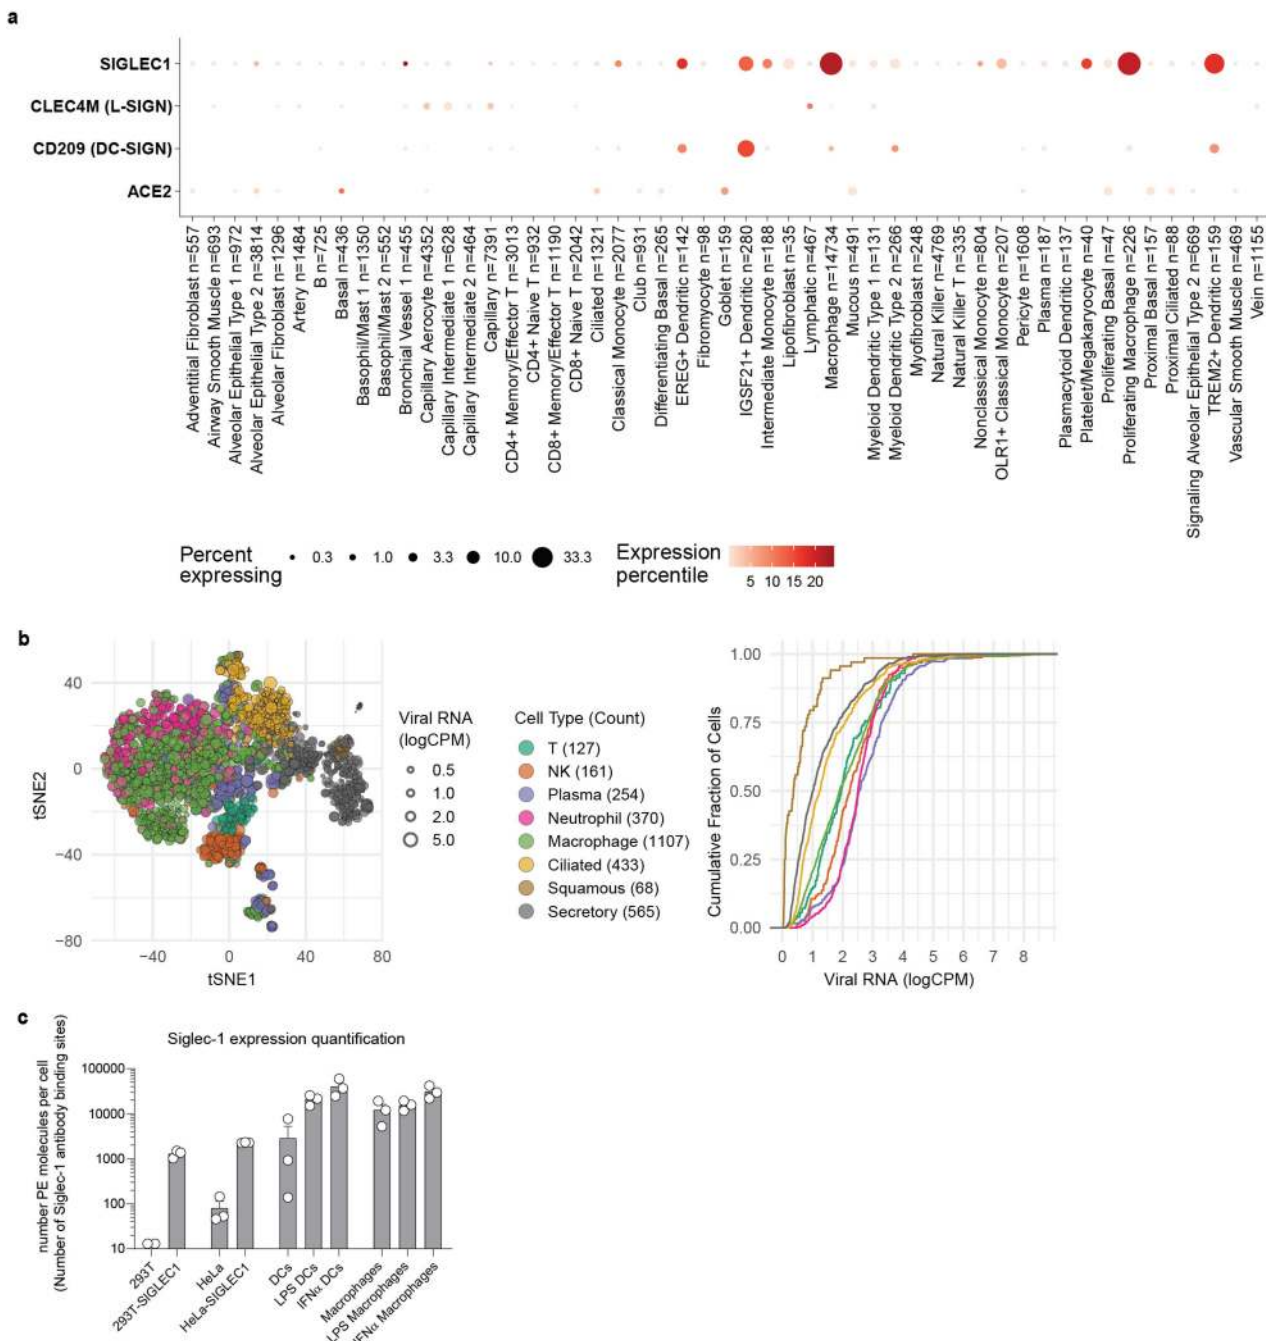 a
SIGLEC1
CLEC4M (L-SIGN)
CD209 (DC-SIGN)
ACE2
Adventitial Fibroblast n=557
Airway Smooth Muscle n=693
Alveolar Epithelial Type 1 n=972
Alveolar Epithelial Type 2 n=3814
Alveolar Fibroblast n=1296
Artery n=1484
B n=725
Basal n=436
Basophil/Mast 1 n=1350
Basophil/Mast 2 n=552
Bronchial Vessel 1 n=455
Capillary Aerocyte n=4352
Capillary Intermediate 1 n=628
Capillary Intermediate 2 n=464
Capillary n=7391
CD4+ Memory/Effector T n=3013
CD4+ Naive T n=932
CD8+ Memory/Effector T n=1190
CD8+ Naive T n=2042
Ciliated n=1321
Club n=931
Classical Monocyte n=2077
Differentiating Basal n=265
EREG+ Dendritic n=142
Fibromyocyte n=98
Goblet n=159
IGSF21+ Dendritic n=280
Intermediate Monocyte n=188
Lipofibroblast n=35
Lymphatic n=467
Macrophage n=14734
Mucous n=491
Myeloid Dendritic Type 1 n=131
Myeloid Dendritic Type 2 n=266
Myofibroblast n=248
Natural Killer n=4769
Natural Killer T n=335
Nonclassical Monocyte n=804
OLR1+ Classical Monocyte n=207
Pericyte n=1608
Plasma n=187
Plasmacytoid Dendritic n=137
Platelet/Megakaryocyte n=40
Proliferating Basal n=47
Proliferating Macrophage n=226
Proximal Basal n=157
Proximal Ciliated n=88
Signaling Alveolar Epithelial Type 2 n=669
TREM2+ Dendritic n=159
Vascular Smooth Muscle n=469
Vein n=1155
Percent expressing
0.3 1.0 3.3 10.0 33.3
Expression percentile
5 10 15 20
b
40
0
−40
−80
−40 0 40 80
tSNE2
tSNE1
Viral RNA
(logCPM)
0.5
1.0
2.0
5.0
Cell Type (Count)
T (127)
NK (161)
Plasma (254)
Neutrophil (370)
Macrophage (1107)
Ciliated (433)
Squamous (68)
Secretory (565)
Cumulative Fraction of Cells
1.00
0.75
0.50
0.25
0.00
0 1 2 3 4 5 6 7 8
Viral RNA (logCPM)
c
Siglec-1 expression quantification
number PE molecules per cell
(Number of Siglec-1 antibody binding sites)
100000
10000
1000
100
10
293T
293T-SIGLEC1
HeLa
HeLa-SIGLEC1
DCs
LPS DCs
IFNα DCs
Macrophages
LPS Macrophages
IFNα Macrophages